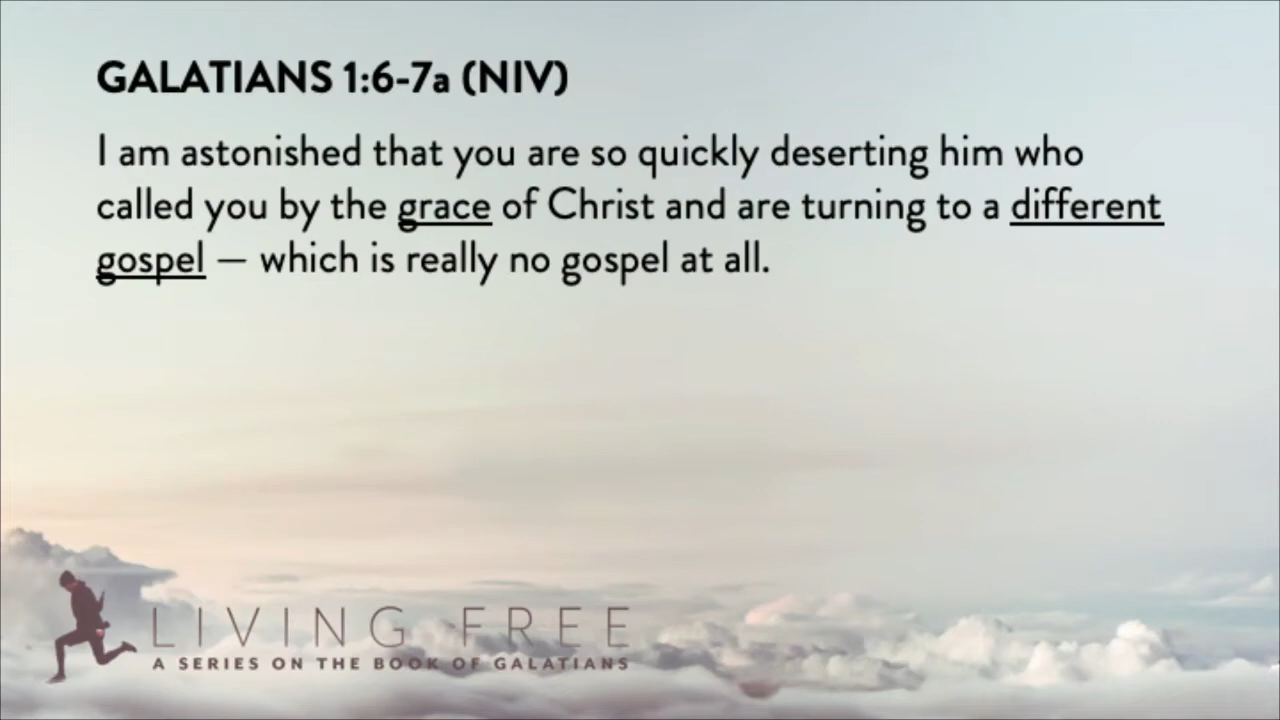 GALATIANS 1:6-7a (NIV)
I am astonished that you are so quickly deserting him who
called you by the grace of Christ and are turning to a different
gospel — which is really no gospel at all.
LIVING FREE
A SERIES ON THE BOOK OF GALATIANS